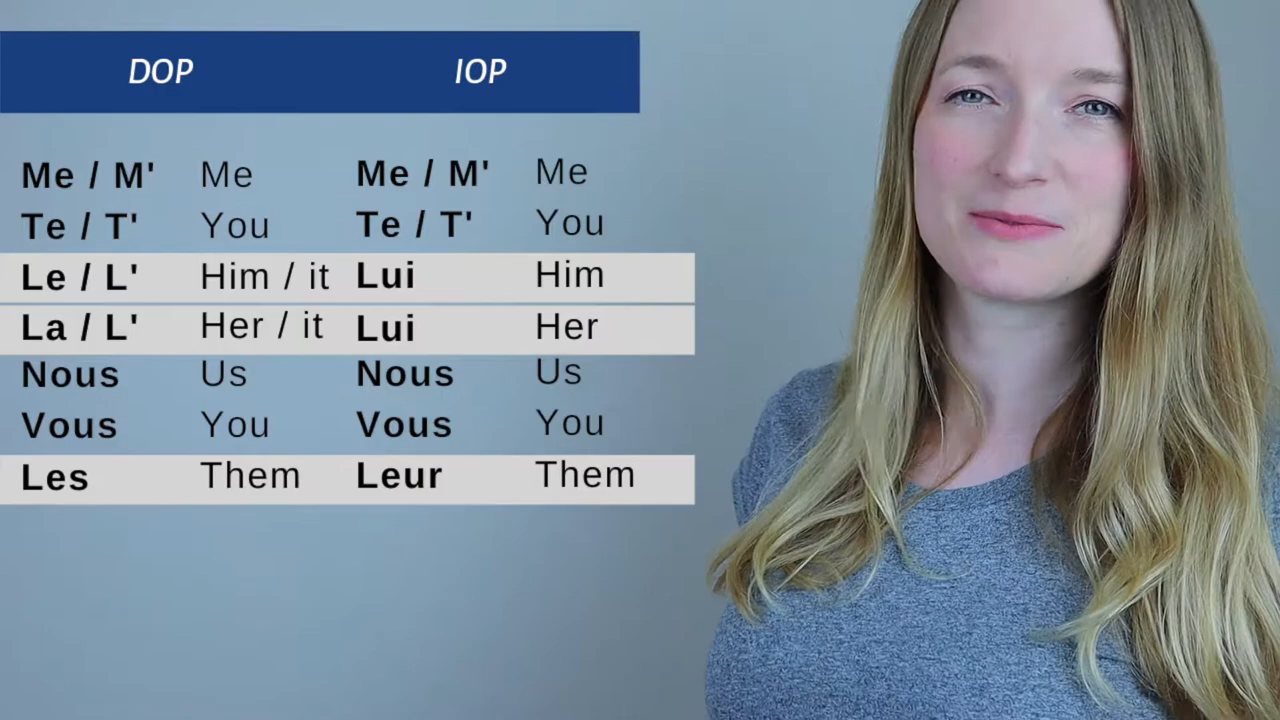 DOP IOP
Me / M' Me Me / M' Me
Te / T' You Te / T' You
Le / L' Him / it Lui Him
La / L' Her / it Lui Her
Nous Us Nous Us
Vous You Vous You
Les Them Leur Them